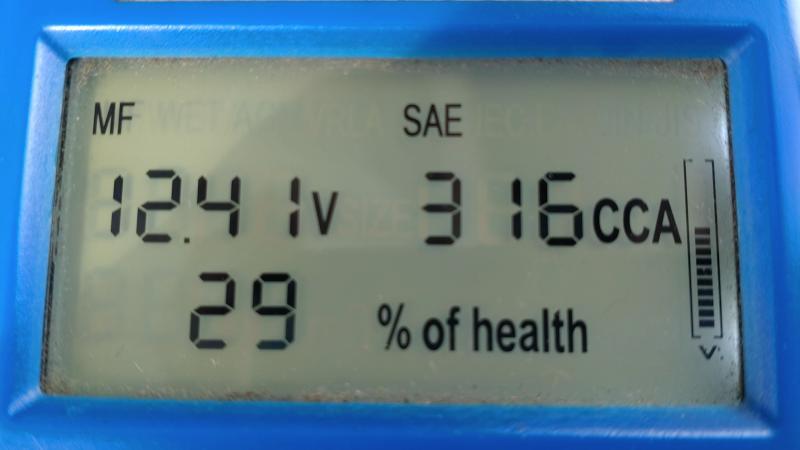 MF SAE
12.41V 316CCA
29 % of health
V